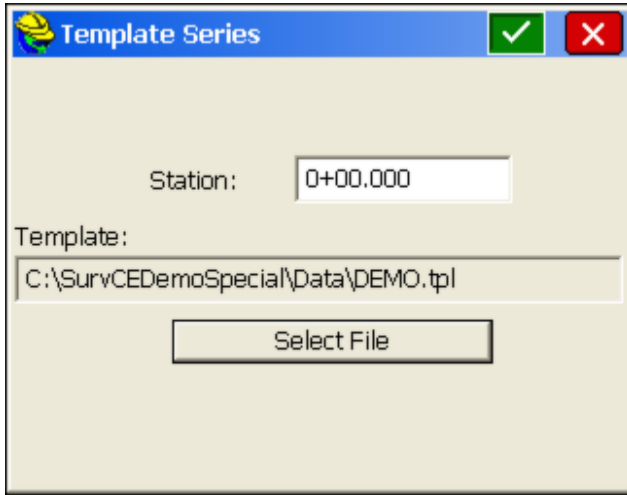 Template Series
Station: 0+00.000
Template:
C:\SurvCEDemoSpecial\Data\DEMO.tpl
Select File